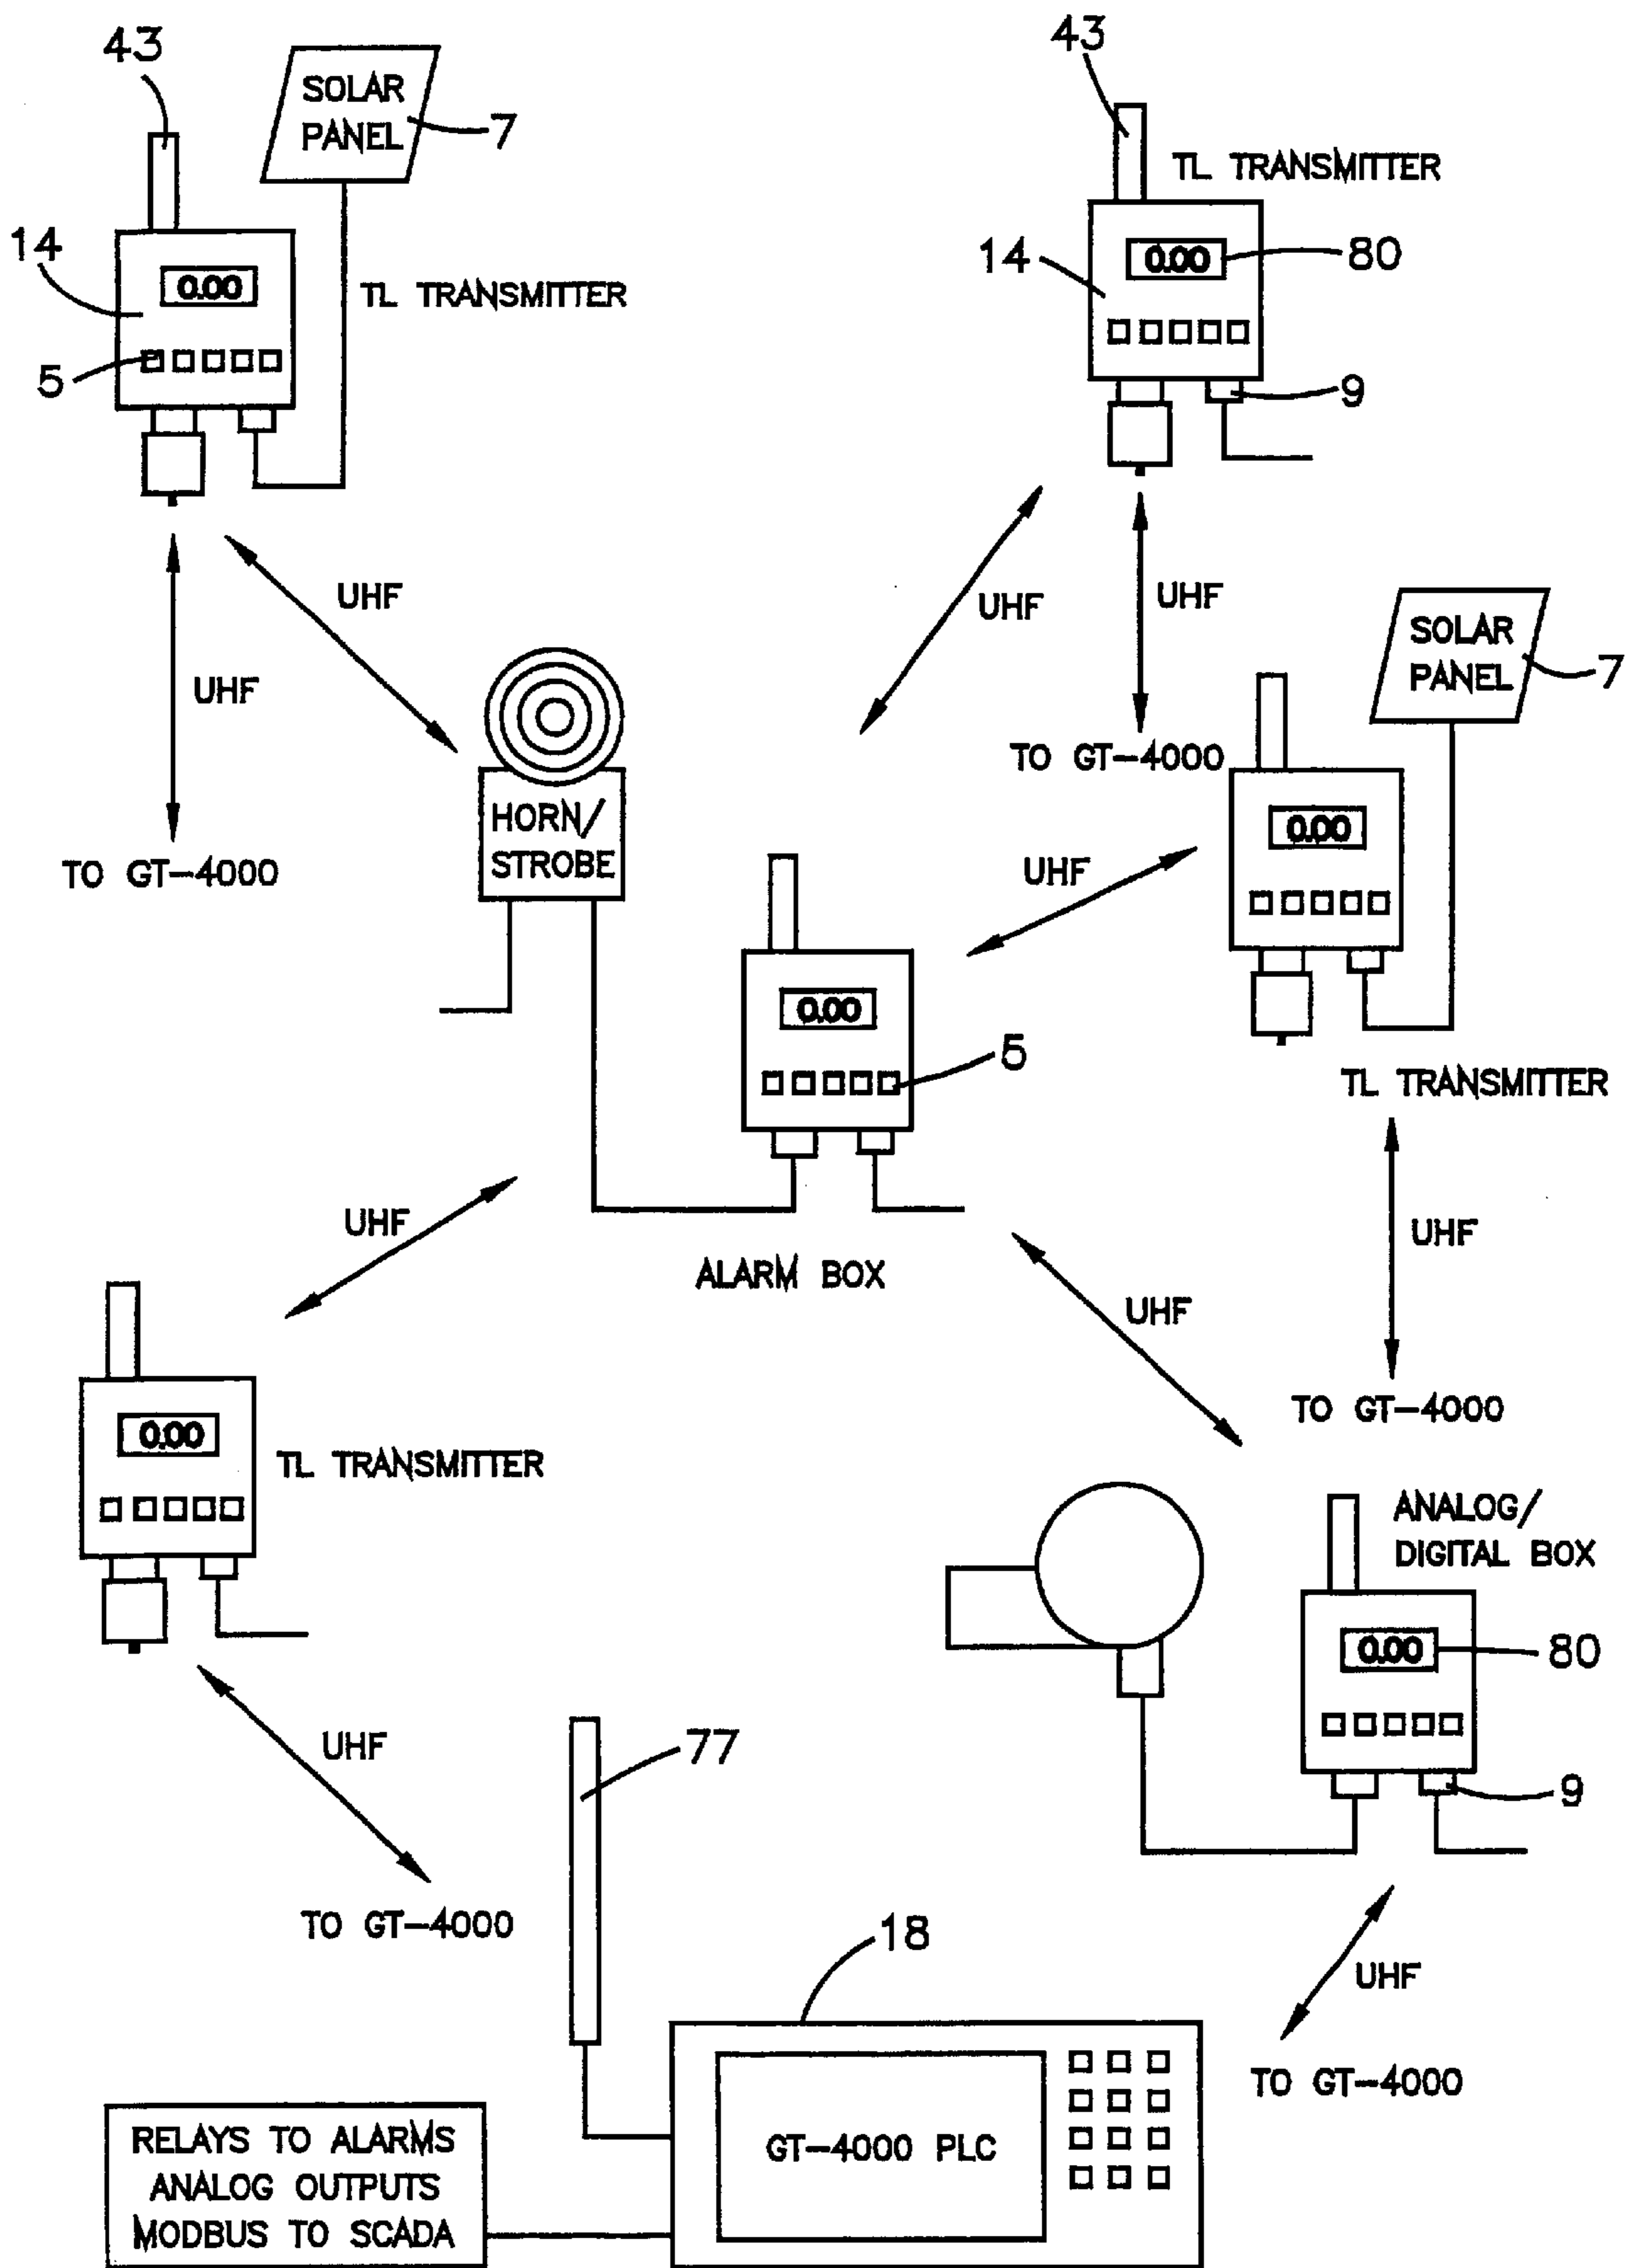 43
SOLAR
PANEL
7
14
0.00
TL TRANSMITTER
5
UHF
UHF
TO GT-4000
43
TL TRANSMITTER
14
0.00
80
9
UHF
UHF
TO GT-4000
SOLAR
PANEL
7
HORN/
STROBE
0.00
UHF
0.00
5
TL TRANSMITTER
UHF
ALARM BOX
UHF
UHF
TO GT-4000
0.00
TL TRANSMITTER
ANALOG/
DIGITAL BOX
0.00
80
9
UHF
77
TO GT-4000
18
UHF
TO GT-4000
GT-4000 PLC
RELAYS TO ALARMS
ANALOG OUTPUTS
MODBUS TO SCADA